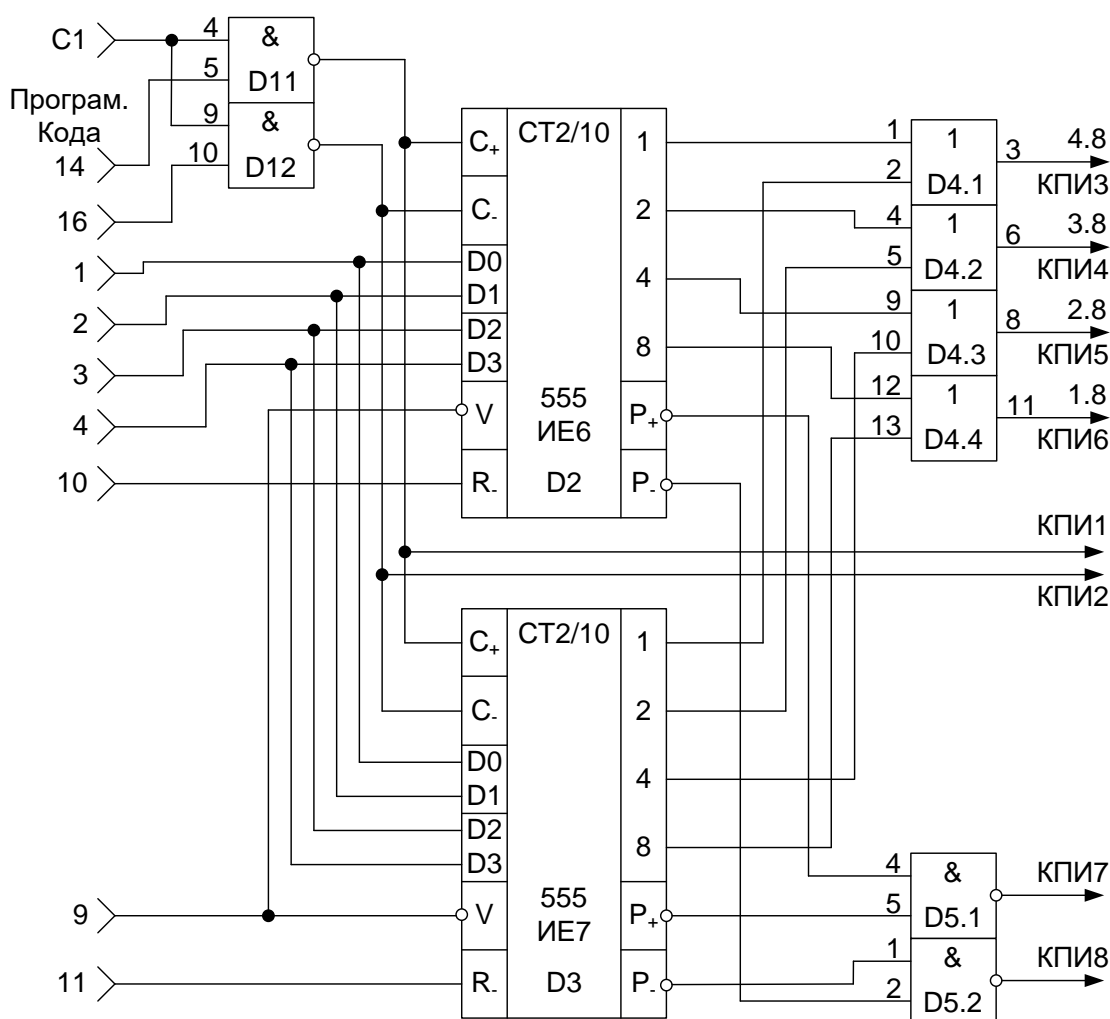 C1
4
&
5
D11
Програм.
Кода
9
&
10
D12
14
16
1
2
3
4
10
C+
CT2/10
1
C-
2
D0
D1
4
D2
D3
8
V
555
ИЕ6
P+
R-
D2
P-
1
1
3
4.8
2
D4.1
КПИ3
4
1
6
3.8
5
D4.2
КПИ4
9
1
8
2.8
10
D4.3
КПИ5
12
1
11
1.8
13
D4.4
КПИ6
КПИ1
КПИ2
C+
CT2/10
1
C-
2
D0
D1
4
D2
D3
8
9
V
555
ИЕ7
P+
11
R-
D3
P-
4
&
КПИ7
5
D5.1
1
&
КПИ8
2
D5.2